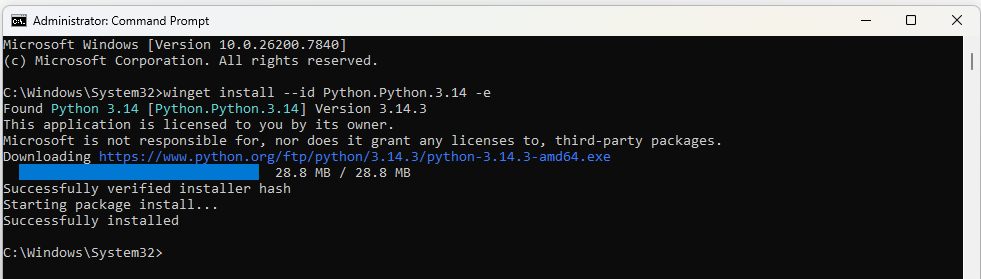 Administrator: Command Prompt
Microsoft Windows [Version 10.0.26200.7840]
(c) Microsoft Corporation. All rights reserved.
C:\Windows\System32>winget install --id Python.Python.3.14 -e
Found Python 3.14 [Python.Python.3.14] Version 3.14.3
This application is licensed to you by its owner.
Microsoft is not responsible for, nor does it grant any licenses to, third-party packages.
Downloading https://www.python.org/ftp/python/3.14.3/python-3.14.3-amd64.exe
28.8 MB / 28.8 MB
Successfully verified installer hash
Starting package install...
Successfully installed
C:\Windows\System32>